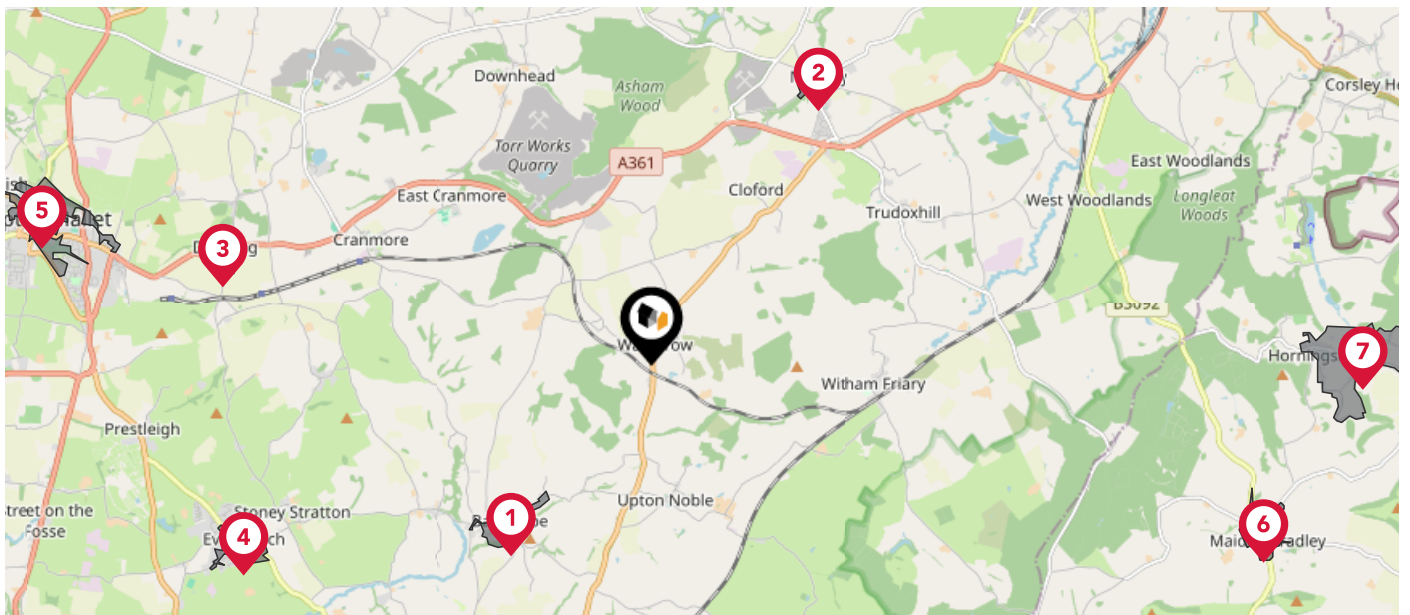 Downhead
Asham
Wood
2
Corsley He
Torr Works
Quarry
A361
East Woodlands
East Cranmore
Cloford
Longleat
Woods
West Woodlands
5
Trudoxhill
3
Cranmore
B3092
7
Witham Friary
Prestleigh
Upton Noble
Street on the
Fosse
Stoney Stratton
1
4
6